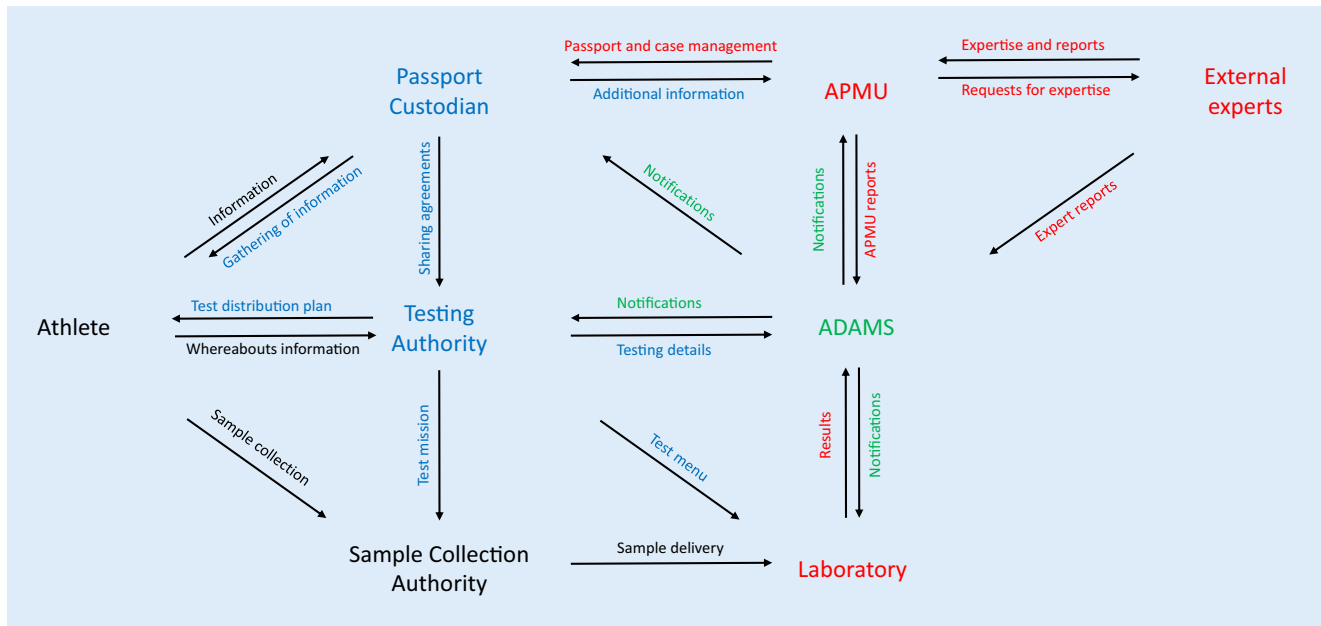 Passport and case management
Expertise and reports
Passport
Custodian
APMU
External
experts
Additional information
Requests for expertise
Information
Gathering of information
Sharing agreements
Notifications
Notifications
APMU reports
Expert reports
Athlete
Test distribution plan
Whereabouts information
Testing
Authority
Notifications
Testing details
ADAMS
Sample collection
Test mission
Test menu
Results
Notifications
Sample Collection
Authority
Sample delivery
Laboratory